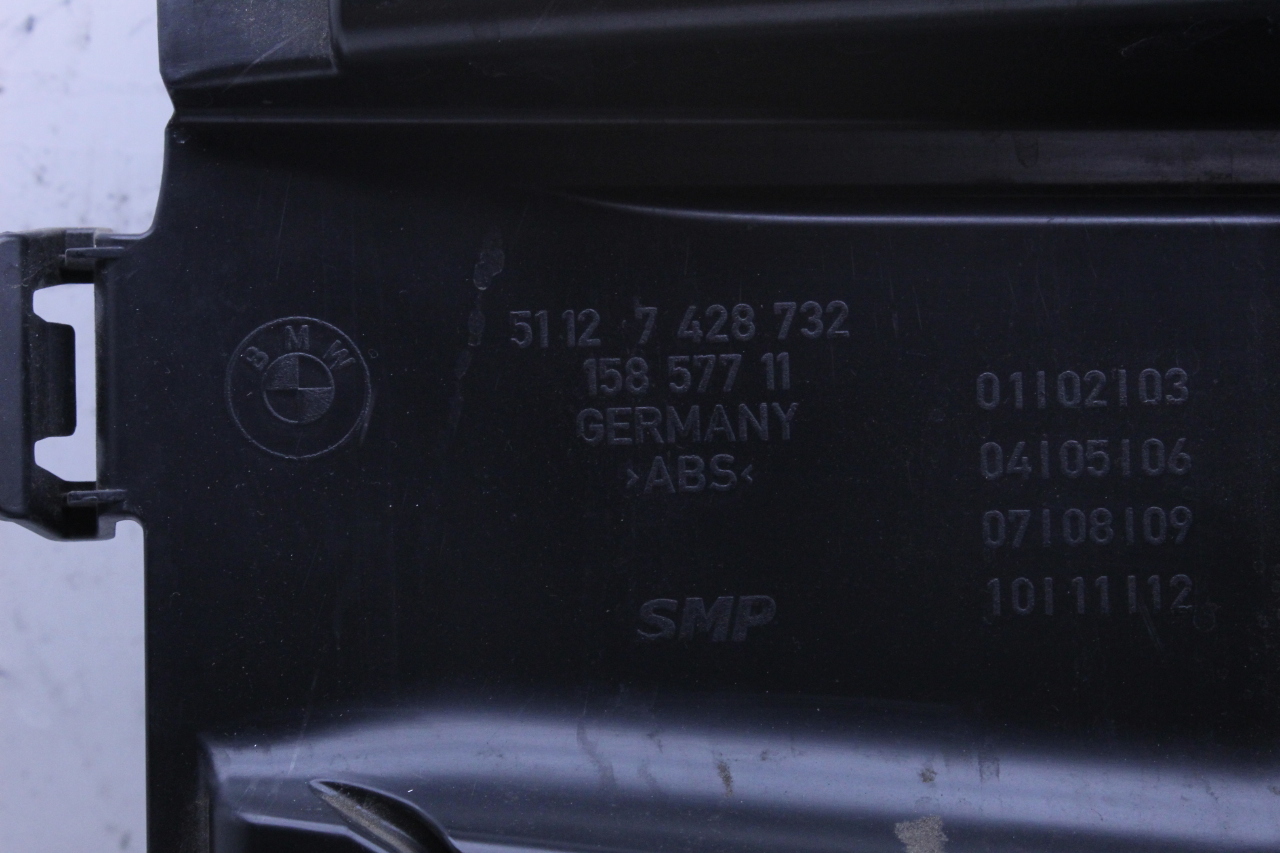 BMW
51 12 7 428 732
158 577 11
GERMANY
>ABS<
SMP
01|02|03
04|05|06
07|08|09
10|11|12